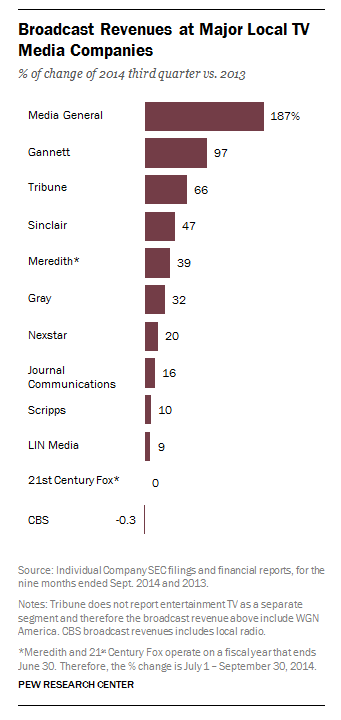 Broadcast Revenues at Major Local TV
Media Companies
% of change of 2014 third quarter vs. 2013
Media General 187%
Gannett 97
Tribune 66
Sinclair 47
Meredith* 39
Gray 32
Nexstar 20
Journal
Communications 16
Scripps 10
LIN Media 9
21st Century Fox* 0
CBS -0.3
Source: Individual Company SEC filings and financial reports, for the
nine months ended Sept. 2014 and 2013.
Notes: Tribune does not report entertainment TV as a separate
segment and therefore the broadcast revenue above include WGN
America. CBS broadcast revenues includes local radio.
*Meredith and 21st Century Fox operate on a fiscal year that ends
June 30. Therefore, the % change is July 1 – September 30, 2014.
PEW RESEARCH CENTER